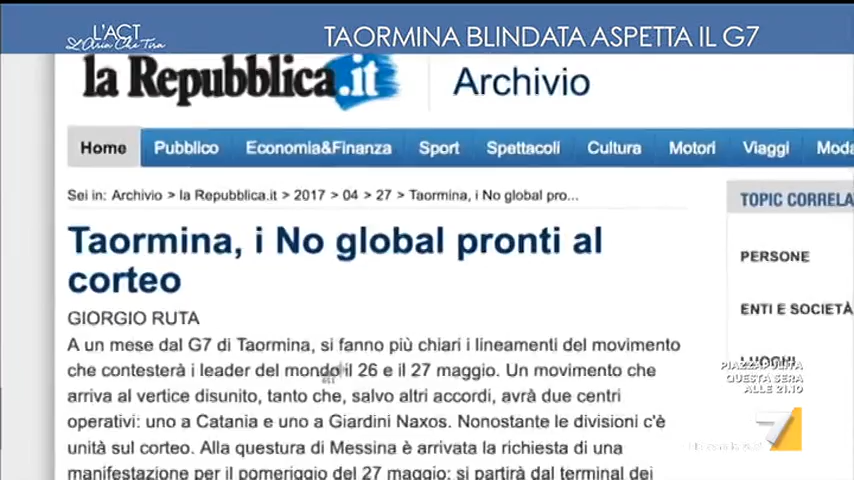 L'ACT
Aria Che Tira
TAORMINA BLINDATA ASPETTA IL G7
la Repubblica.it
Archivio
Home Pubblico Economia&Finanza Sport Spettacoli Cultura Motori Viaggi Moda
Sei in: Archivio > la Repubblica.it > 2017 > 04 > 27 > Taormina, i No global pro...
TOPIC CORRELA
Taormina, i No global pronti al
corteo
PERSONE
ENTI E SOCIETÀ
LUOGHI
GIORGIO RUTA
A un mese dal G7 di Taormina, si fanno più chiari i lineamenti del movimento
che contesterà i leader del mondo il 26 e il 27 maggio. Un movimento che
arriva al vertice disunito, tanto che, salvo altri accordi, avrà due centri
operativi: uno a Catania e uno a Giardini Naxos. Nonostante le divisioni c'è
unità sul corteo. Alla questura di Messina è arrivata la richiesta di una
manifestazione per il pomeriggio del 27 maggio: si partirà dal terminal dei
PIAZZAPULITA
QUESTA SERA
ALLE 21.10
7